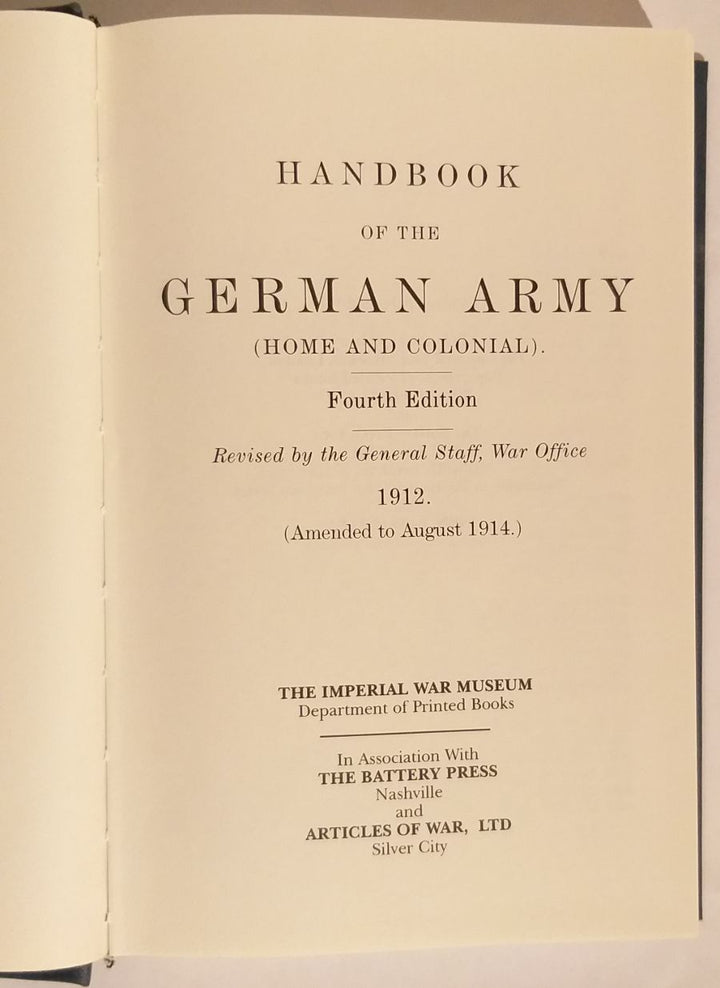 HANDBOOK
OF THE
GERMAN ARMY
(HOME AND COLONIAL).
Fourth Edition
Revised by the General Staff, War Office
1912.
(Amended to August 1914.)
THE IMPERIAL WAR MUSEUM
Department of Printed Books
In Association With
THE BATTERY PRESS
Nashville
and
ARTICLES OF WAR, LTD
Silver City